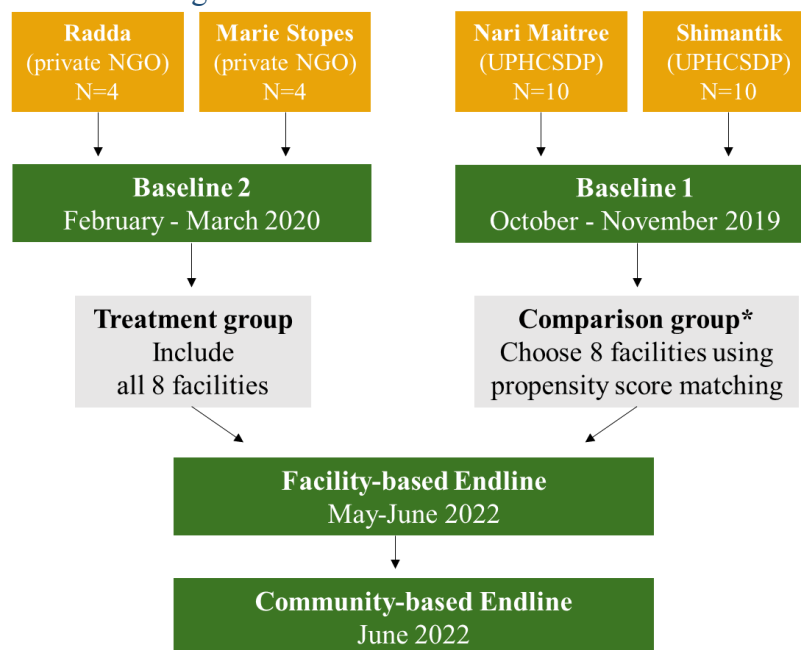 Radda
(private NGO)
N=4
Marie Stopes
(private NGO)
N=4
Nari Maitree
(UPHCSDP)
N=10
Shimantik
(UPHCSDP)
N=10
Baseline 2
February - March 2020
Baseline 1
October - November 2019
Treatment group
Include
all 8 facilities
Comparison group*
Choose 8 facilities using
propensity score matching
Facility-based Endline
May-June 2022
Community-based Endline
June 2022